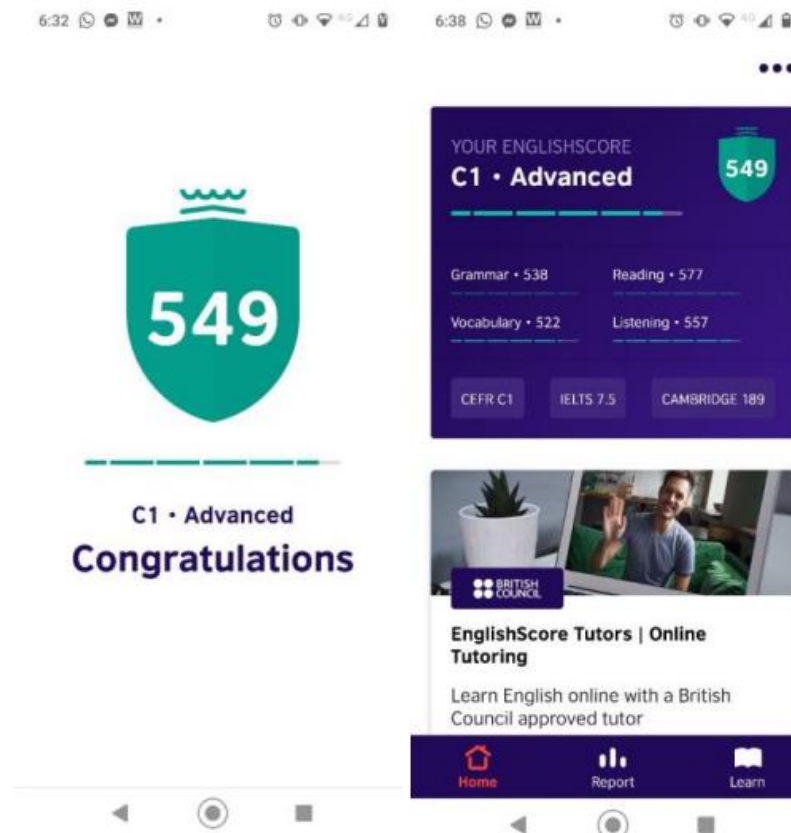 6:32
549
C1 • Advanced
Congratulations
6:38
YOUR ENGLISHSCORE
C1 • Advanced
549
Grammar • 538
Reading • 577
Vocabulary • 522
Listening • 557
CEFR C1
IELTS 7.5
CAMBRIDGE 189
BRITISH
COUNCIL
EnglishScore Tutors | Online
Tutoring
Learn English online with a British
Council approved tutor
Home
Report
Learn